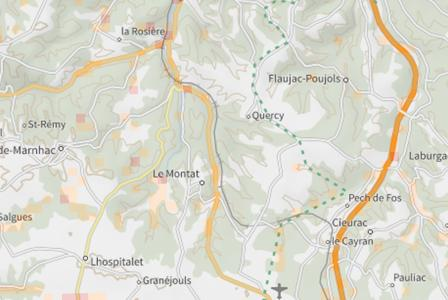 la Rosière
Flaujac-Poujols
Quercy
St-Rémy
de-Marnhac
Laburga
Le Montat
Pech de Fos
Salgues
Cieurac
le Cayran
Lhospitalet
Granéjouls
Pauliac